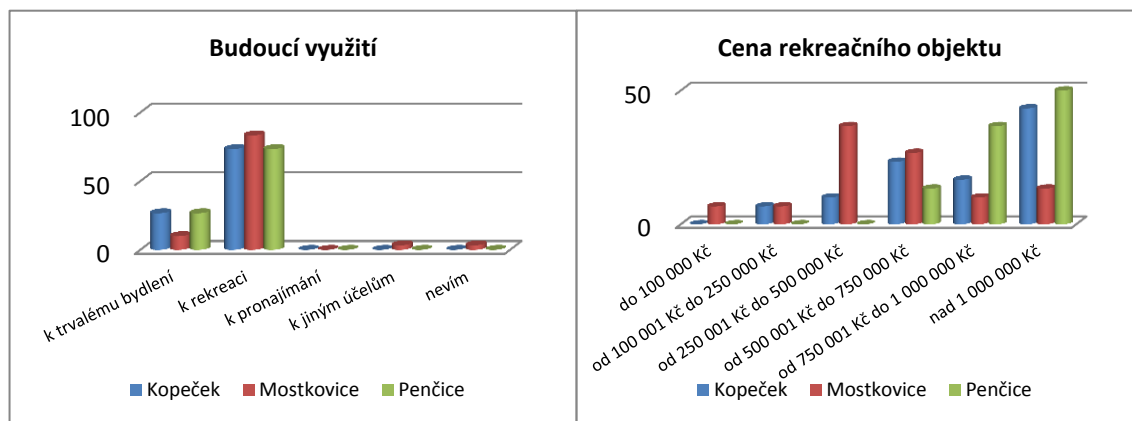 Budoucí využití
100
50
0
k trvalému bydlení
k rekreaci
k pronajímání
k jiným účelům
nevím
Kopeček Mostkovice Penčice
Cena rekreačního objektu
50
0
do 100 000 Kč
od 100 001 Kč do 250 000 Kč
od 250 001 Kč do 500 000 Kč
od 500 001 Kč do 750 000 Kč
od 750 001 Kč do 1 000 000 Kč
nad 1 000 000 Kč
Kopeček Mostkovice Penčice